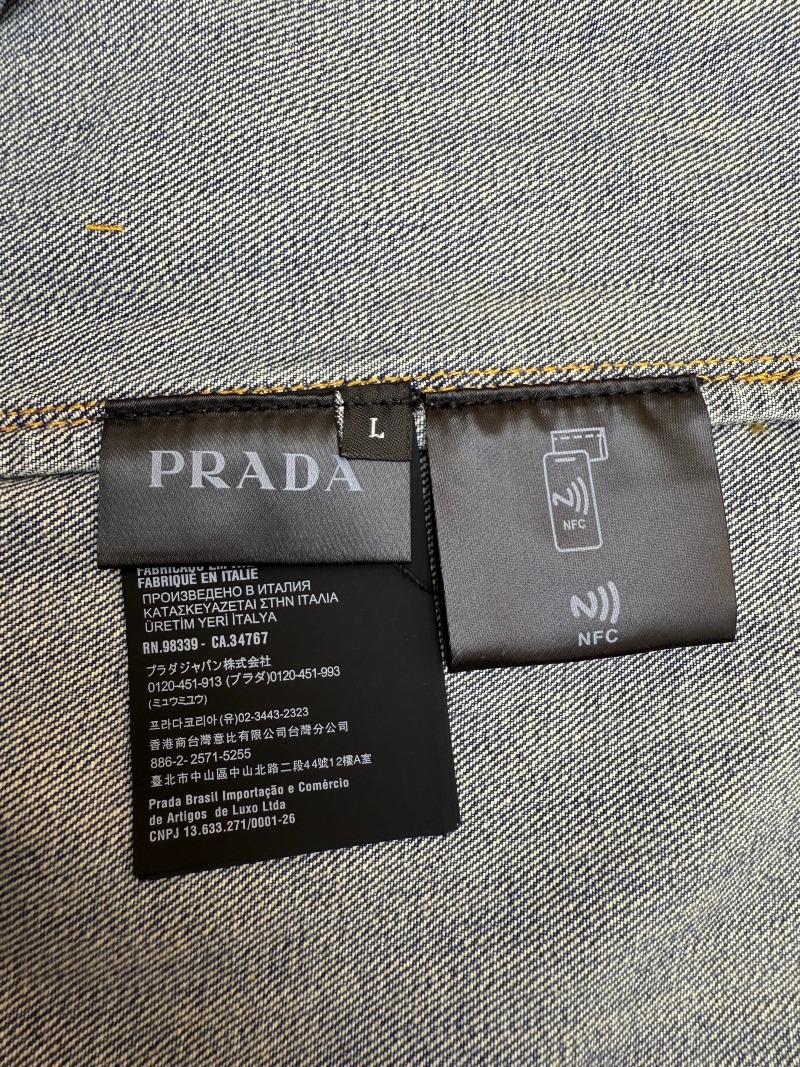 PRADA
L
NFC
NFC
FABRIQUÉ EN ITALIE
ПРОИЗВЕДЕНО В ИТАЛИЯ
ΚΑΤΑΣΚΕΥΑΖΕΤΑΙ ΣΤΗΝ ΙΤΑΛΙΑ
ÜRETİM YERİ İTALYA
RN.98339 - CA.34767
プラダジャパン株式会社
0120-451-913 (プラダ)0120-451-993
(ミュウミュウ)
프라다코리아 (유)02-3443-2323
香港商台灣意比有限公司台灣分公司
886-2- 2571-5255
臺北市中山區中山北路二段44號12樓A室
Prada Brasil Importação e Comércio
de Artigos de Luxo Ltda
CNPJ 13.633.271/0001-26